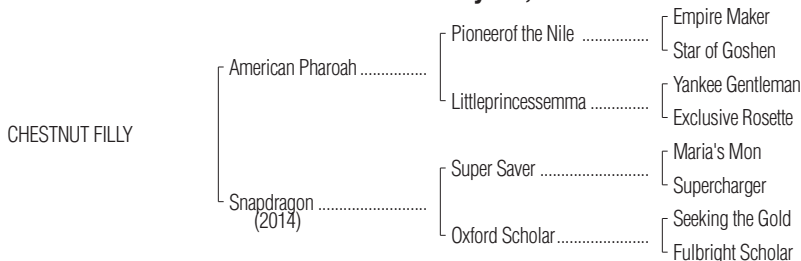 Empire Maker
Pioneerof the Nile ................
Star of Goshen
American Pharoah ................
Yankee Gentleman
Littleprincessemma ..............
Exclusive Rosette
CHESTNUT FILLY
Maria's Mon
Super Saver ..........................
Supercharger
Snapdragon ..........................
(2014)
Seeking the Gold
Oxford Scholar......................
Fulbright Scholar